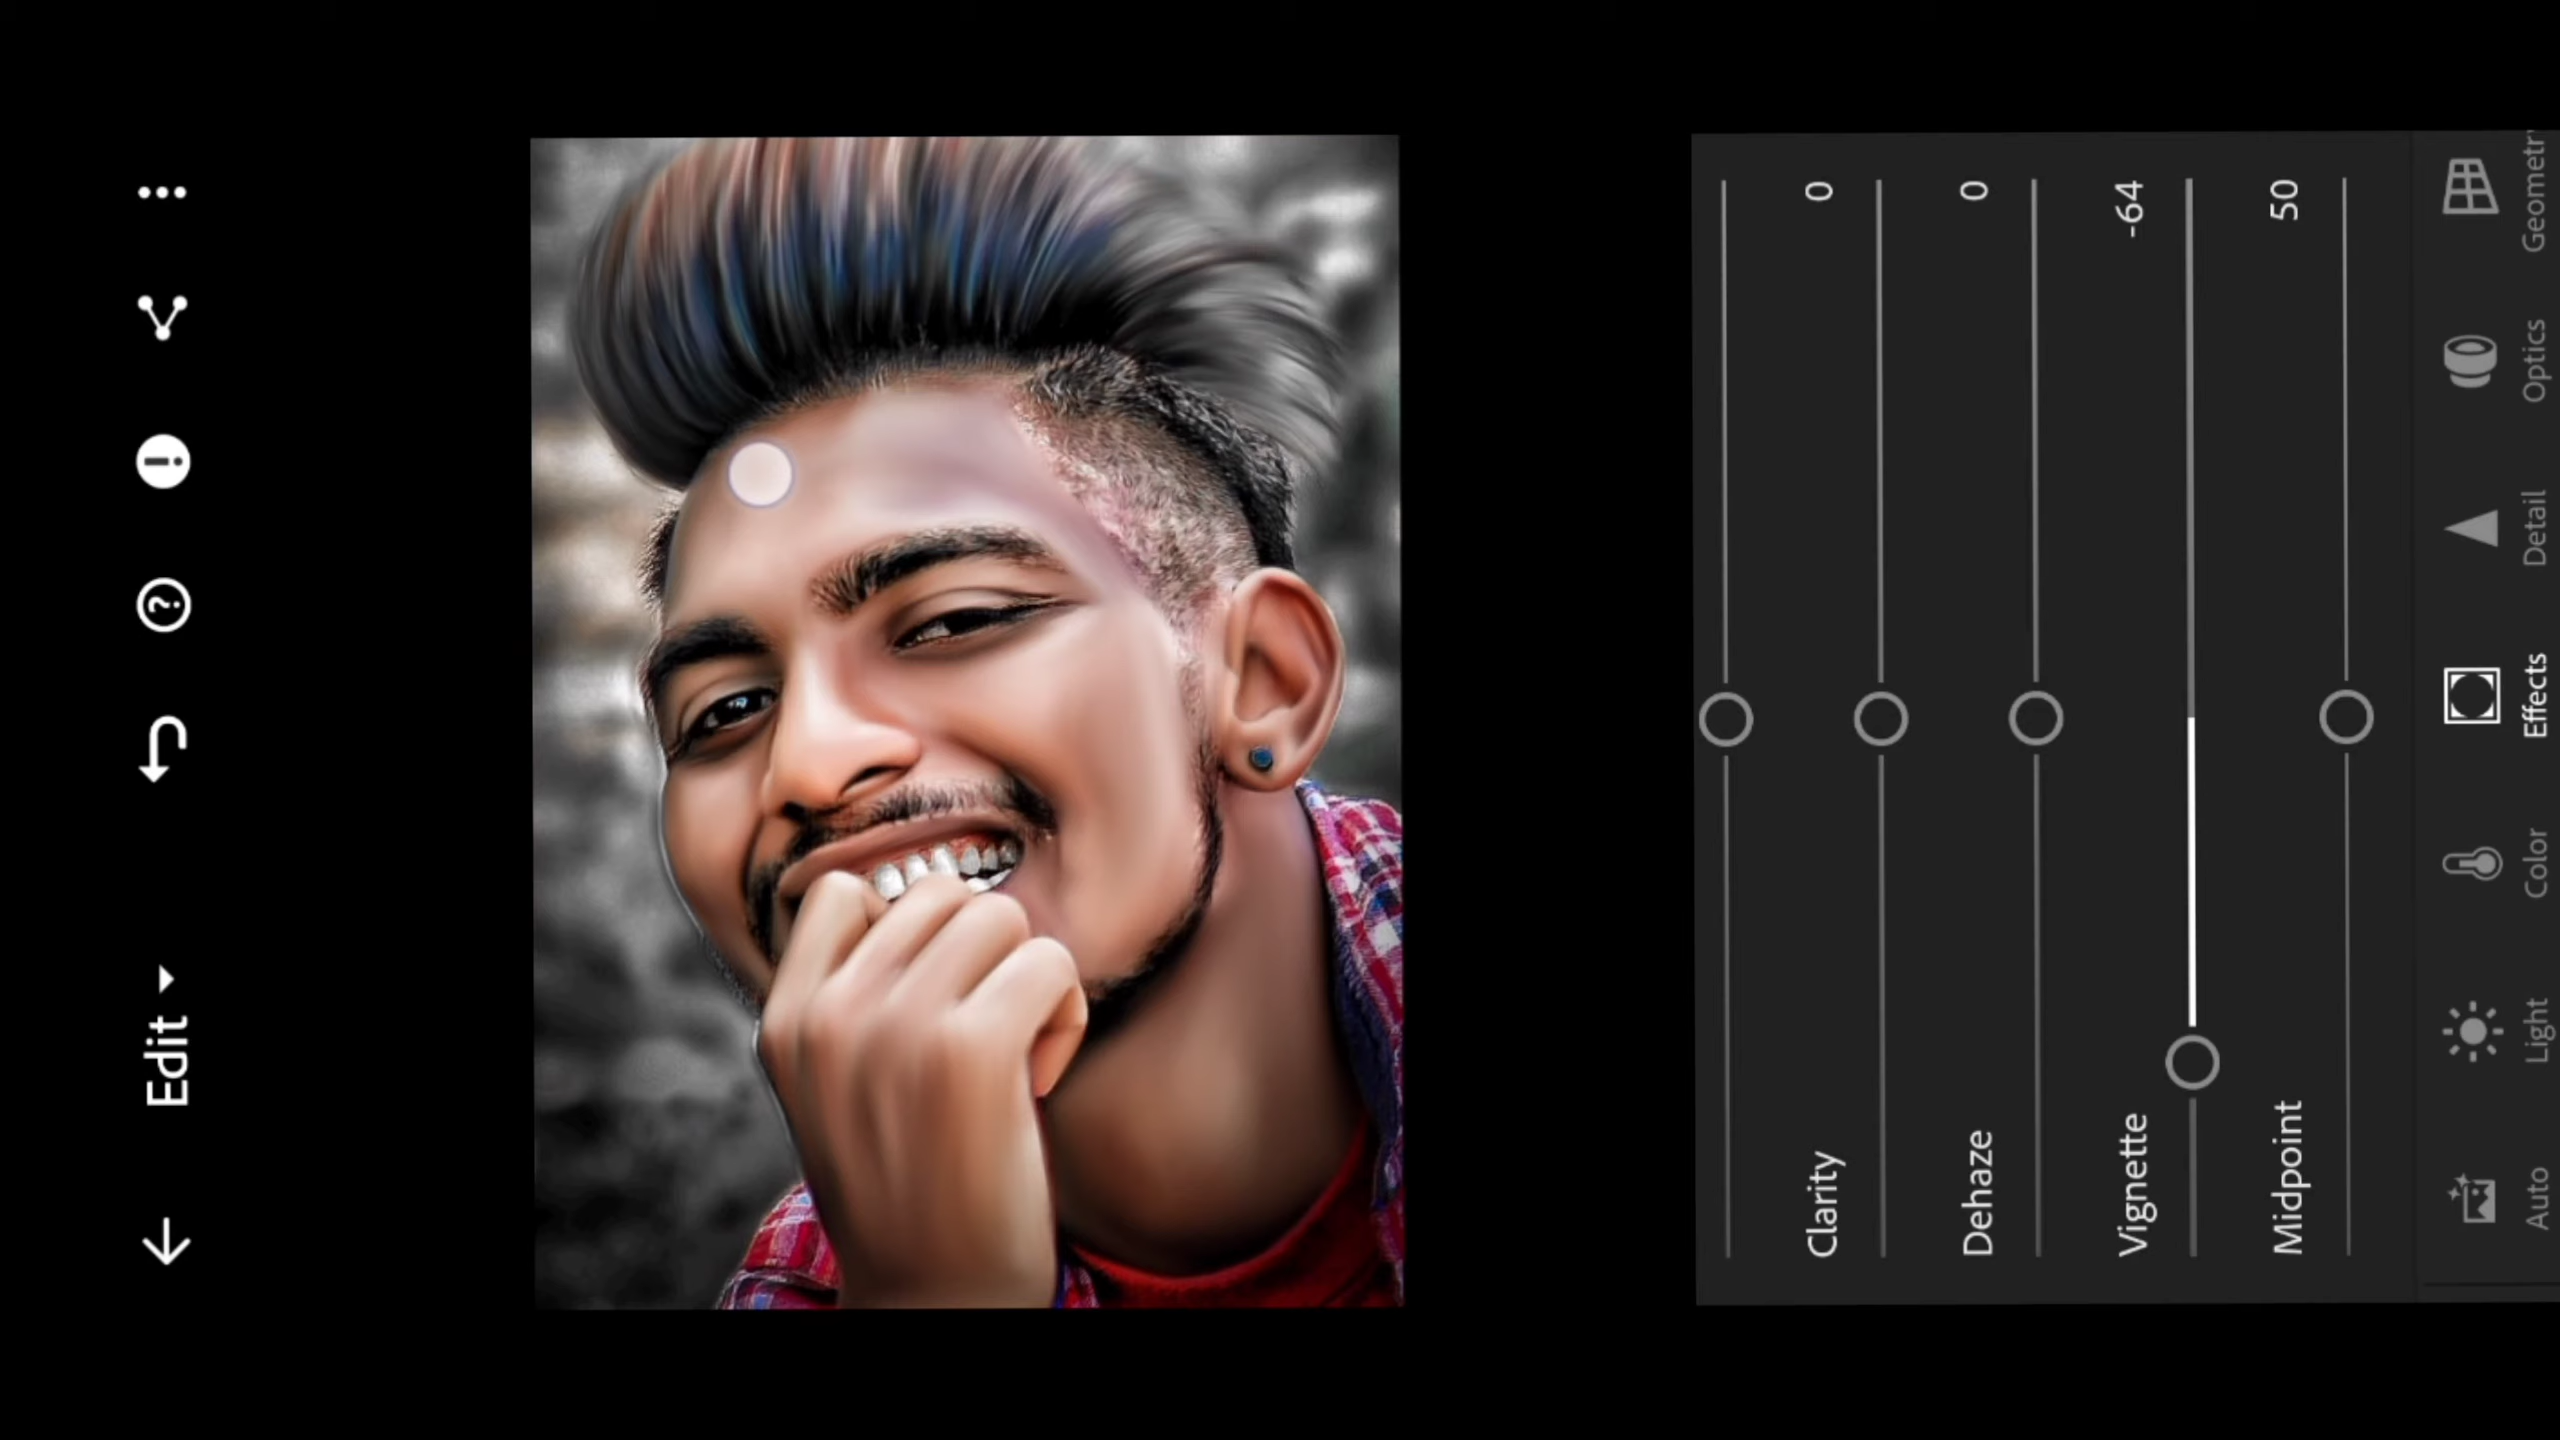 Edit
Clarity 0
Dehaze 0
Vignette -64
Midpoint 50
Auto
Light
Color
Effects
Detail
Optics
Geometr